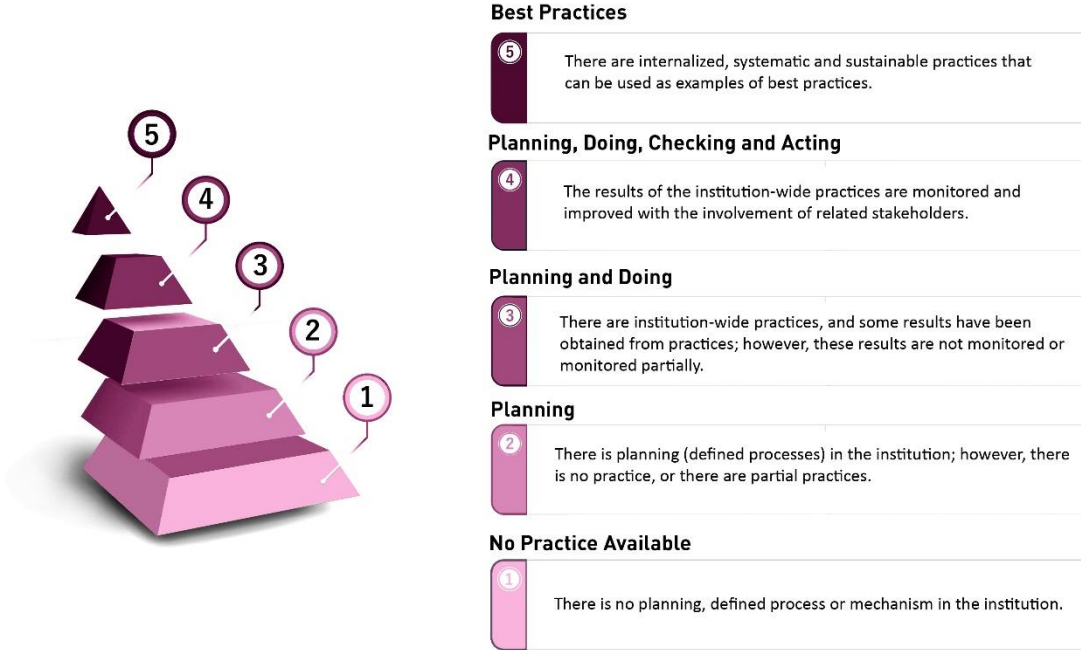 5
4
3
2
1
Best Practices
5
There are internalized, systematic and sustainable practices that
can be used as examples of best practices.
Planning, Doing, Checking and Acting
4
The results of the institution-wide practices are monitored and
improved with the involvement of related stakeholders.
Planning and Doing
3
There are institution-wide practices, and some results have been
obtained from practices; however, these results are not monitored or
monitored partially.
Planning
2
There is planning (defined processes) in the institution; however, there
is no practice, or there are partial practices.
No Practice Available
1
There is no planning, defined process or mechanism in the institution.